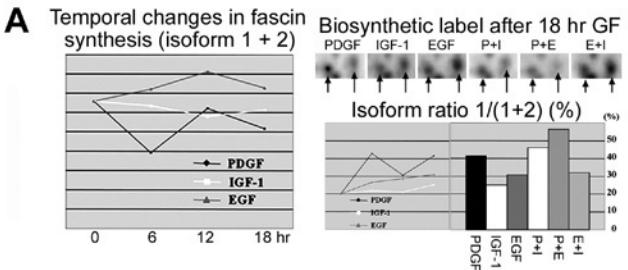 A
Temporal changes in fascin
synthesis (isoform 1 + 2)
PDGF
IGF-1
EGF
0 6 12 18 hr
Biosynthetic label after 18 hr GF
PDGF IGF-1 EGF P+I P+E E+I
Isoform ratio 1/(1+2) (%)
(%)
50
40
30
20
10
0
PDGF
IGF-1
EGF
PDGF IGF-1 EGF P+I P+E E+I